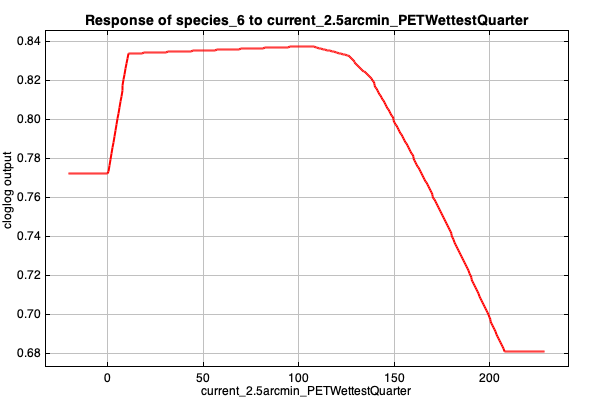 Response of species_6 to current_2.5arcmin_PETWettestQuarter
0.84
0.82
0.80
0.78
0.76
0.74
0.72
0.70
0.68
cloglog output
0 50 100 150 200
current_2.5arcmin_PETWettestQuarter